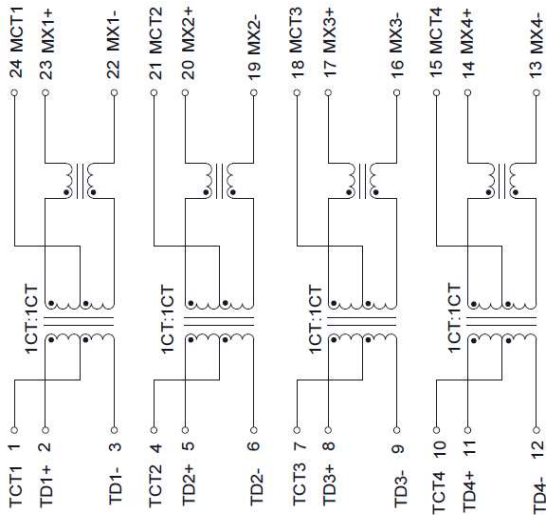 24 MCT1
23 MX1+
22 MX1-
21 MCT2
20 MX2+
19 MX2-
18 MCT3
17 MX3+
16 MX3-
15 MCT4
14 MX4+
13 MX4-
1CT:1CT
1CT:1CT
1CT:1CT
1CT:1CT
TCT1 1
TD1+ 2
TD1- 3
TCT2 4
TD2+ 5
TD2- 6
TCT3 7
TD3+ 8
TD3- 9
TCT4 10
TD4+ 11
TD4- 12